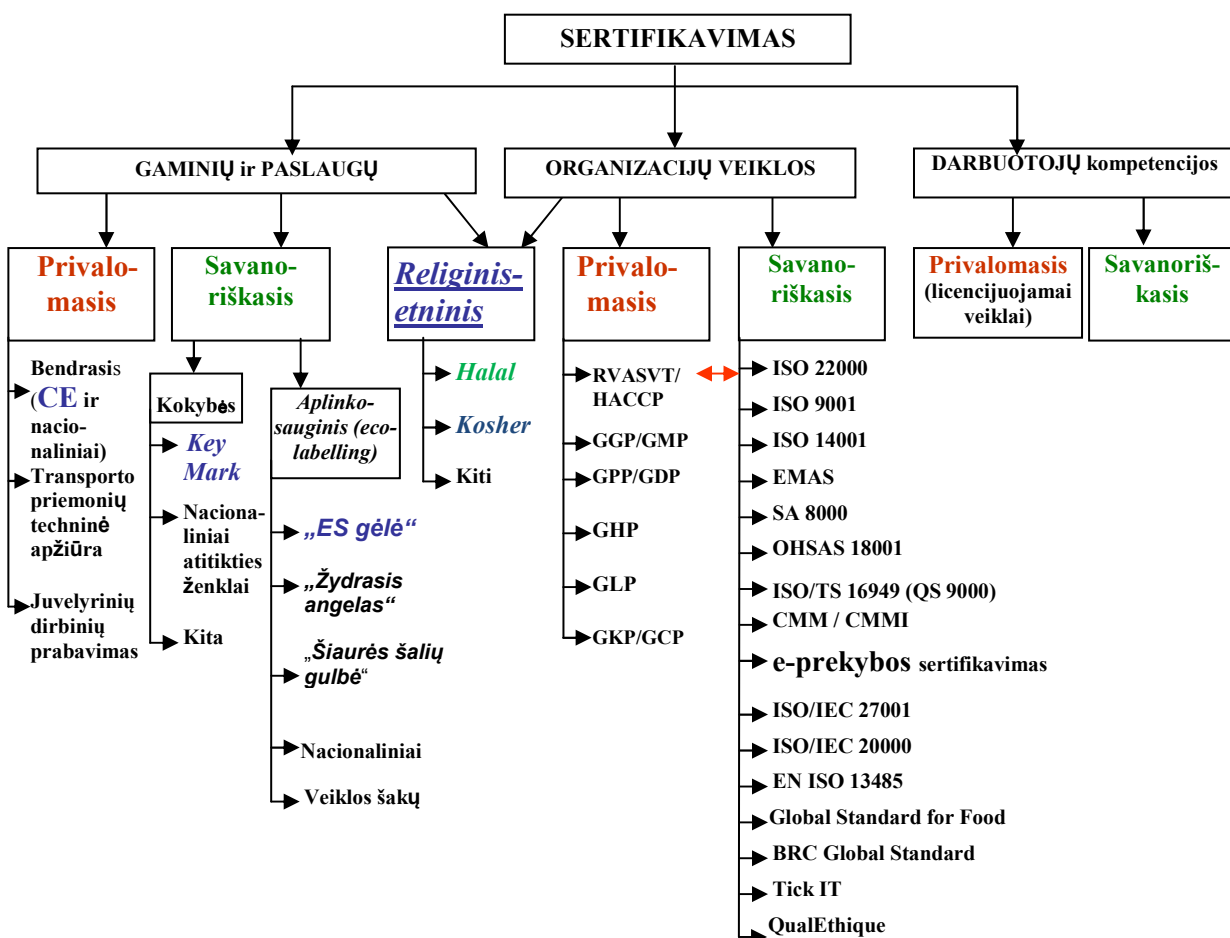 SERTIFIKAVIMAS
GAMINIŲ ir PASLAUGŲ
ORGANIZACIJŲ VEIKLOS
DARBUOTOJŲ kompetencijos
Privalo-
masis
Savano-
riškasis
Religinis-
etninis
Privalo-
masis
Savano-
riškasis
Privalomasis
(licencijuojamai
veiklai)
Savanoriš-
kasis
Bendrasis
(CE ir
nacio-
naliniai)
Transporto
priemonių
techninė
apžiūra
Juvelyrinių
dirbinių
prabavimas
Kokybės
Key
Mark
Naciona-
liniai
atitikties
ženklai
Kita
Aplinko-
sauginis (eco-
labelling)
„ES gėlė“
„Žydrasis
angelas“
„Šiaurės šalių
gulbė“
Nacionaliniai
Veiklos šakų
Halal
Kosher
Kiti
RVASVT/
HACCP
GGP/GMP
GPP/GDP
GHP
GLP
GKP/GCP
ISO 22000
ISO 9001
ISO 14001
EMAS
SA 8000
OHSAS 18001
ISO/TS 16949 (QS 9000)
CMM / CMMI
e-prekybos sertifikavimas
ISO/IEC 27001
ISO/IEC 20000
EN ISO 13485
Global Standard for Food
BRC Global Standard
Tick IT
QualEthique